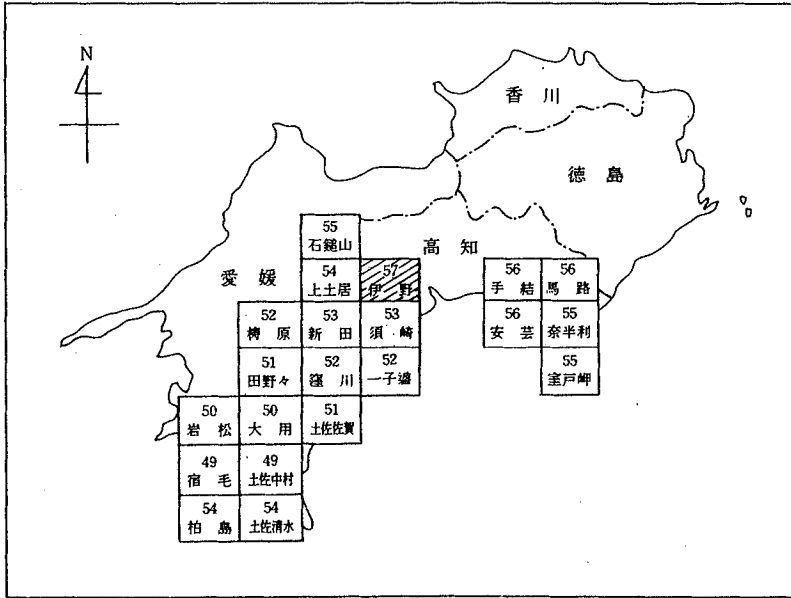 N
香川
徳島
高知
愛媛
55
石鎚山
54
上土居
57
伊野
56
手結
56
馬路
52
梼原
53
新田
53
須崎
56
安芸
55
奈半利
51
田野々
52
窪川
52
一子碆
55
室戸岬
50
岩松
50
大用
51
土佐佐賀
49
宿毛
49
土佐中村
54
柏島
54
土佐清水